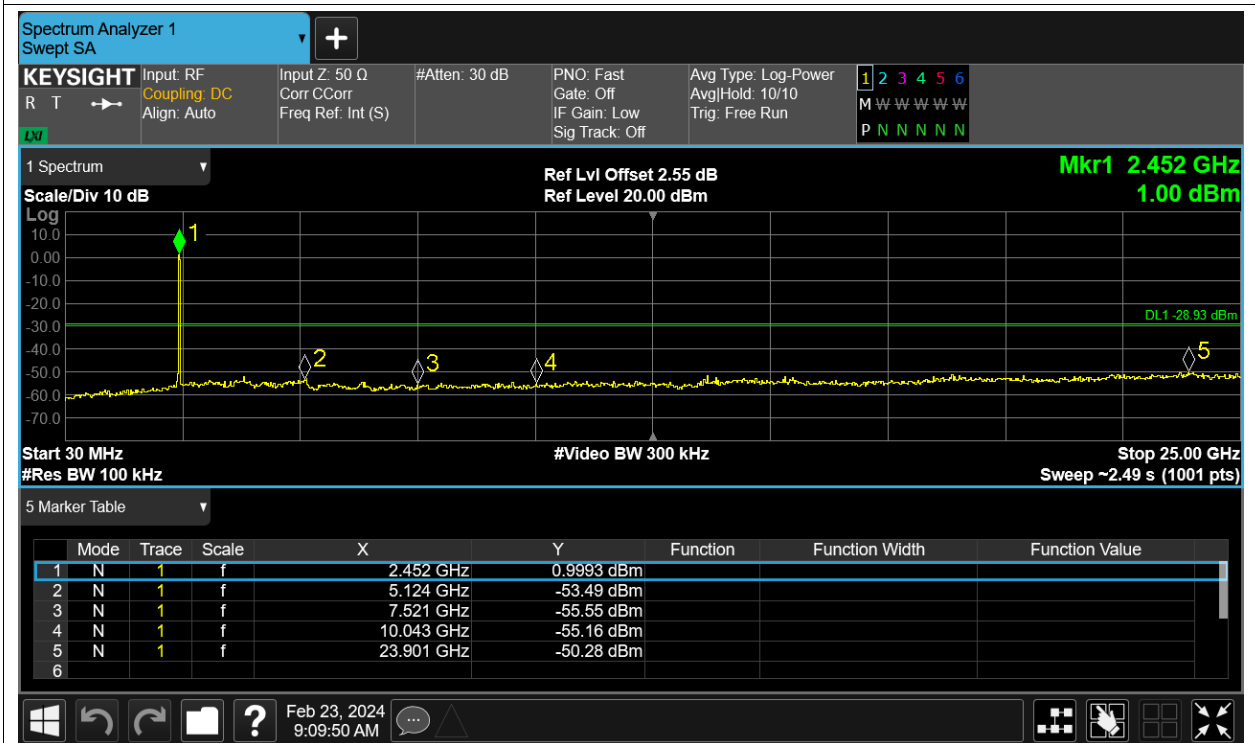 Spectrum Analyzer 1
Swept SA
KEYSIGHT
R T
LXI
Input: RF
Coupling: DC
Align: Auto
Input Z: 50 Ω
Corr CCorr
Freq Ref: Int (S)
#Atten: 30 dB
PNO: Fast
Gate: Off
IF Gain: Low
Sig Track: Off
Avg Type: Log-Power
Avg|Hold: 10/10
Trig: Free Run
1 2 3 4 5 6
M W W W W W
P N N N N N
1 Spectrum
Scale/Div 10 dB
Ref Lvl Offset 2.55 dB
Ref Level 20.00 dBm
Mkr1 2.452 GHz
1.00 dBm
Log
10.0
0.00
-10.0
-20.0
-30.0
-40.0
-50.0
-60.0
-70.0
1
2
3
4
5
DL1 -28.93 dBm
Start 30 MHz
#Video BW 300 kHz
Stop 25.00 GHz
#Res BW 100 kHz
Sweep ~2.49 s (1001 pts)
5 Marker Table
Mode Trace Scale X Y Function Function Width Function Value
1 N 1 f 2.452 GHz 0.9993 dBm
2 N 1 f 5.124 GHz -53.49 dBm
3 N 1 f 7.521 GHz -55.55 dBm
4 N 1 f 10.043 GHz -55.16 dBm
5 N 1 f 23.901 GHz -50.28 dBm
6
?
Feb 23, 2024
9:09:50 AM